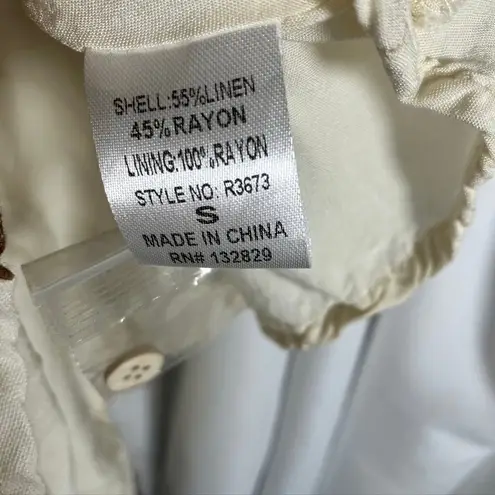 SHELL:55%LINEN
45%RAYON
LINING:100%RAYON
STYLE NO: R3673
S
MADE IN CHINA
RN# 132829